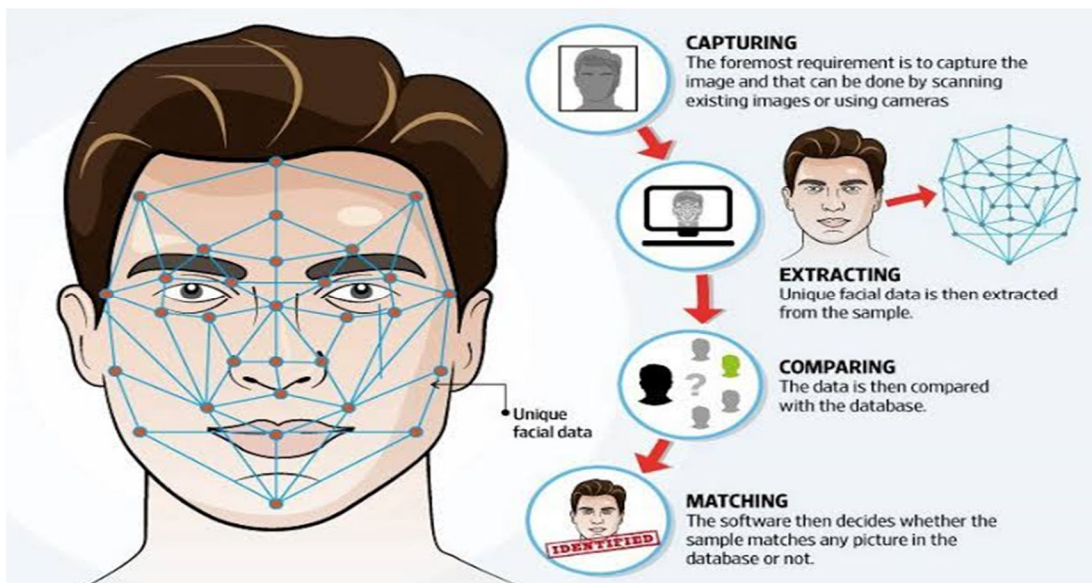 CAPTURING
The foremost requirement is to capture the
image and that can be done by scanning
existing images or using cameras
EXTRACTING
Unique facial data is then extracted
from the sample.
COMPARING
The data is then compared
with the database.
?
Unique
facial data
MATCHING
The software then decides whether the
sample matches any picture in the
database or not.
IDENTIFIED